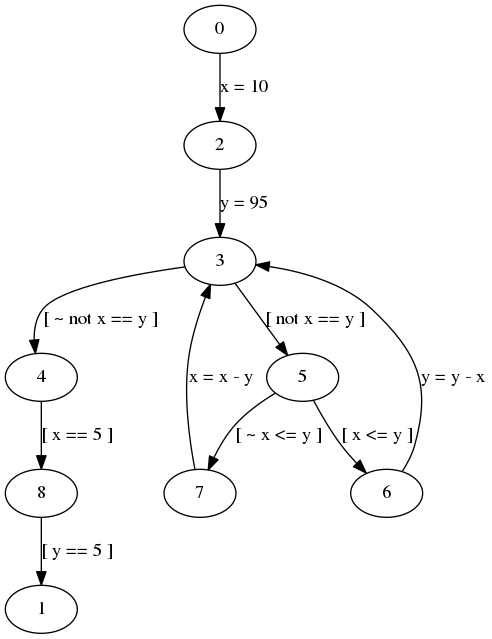 0
x = 10
2
y = 95
3
[ ~ not x == y ]
[ not x == y ]
4
5
x = x - y
y = y - x
[ x == 5 ]
[ ~ x <= y ]
[ x <= y ]
8
7
6
[ y == 5 ]
1